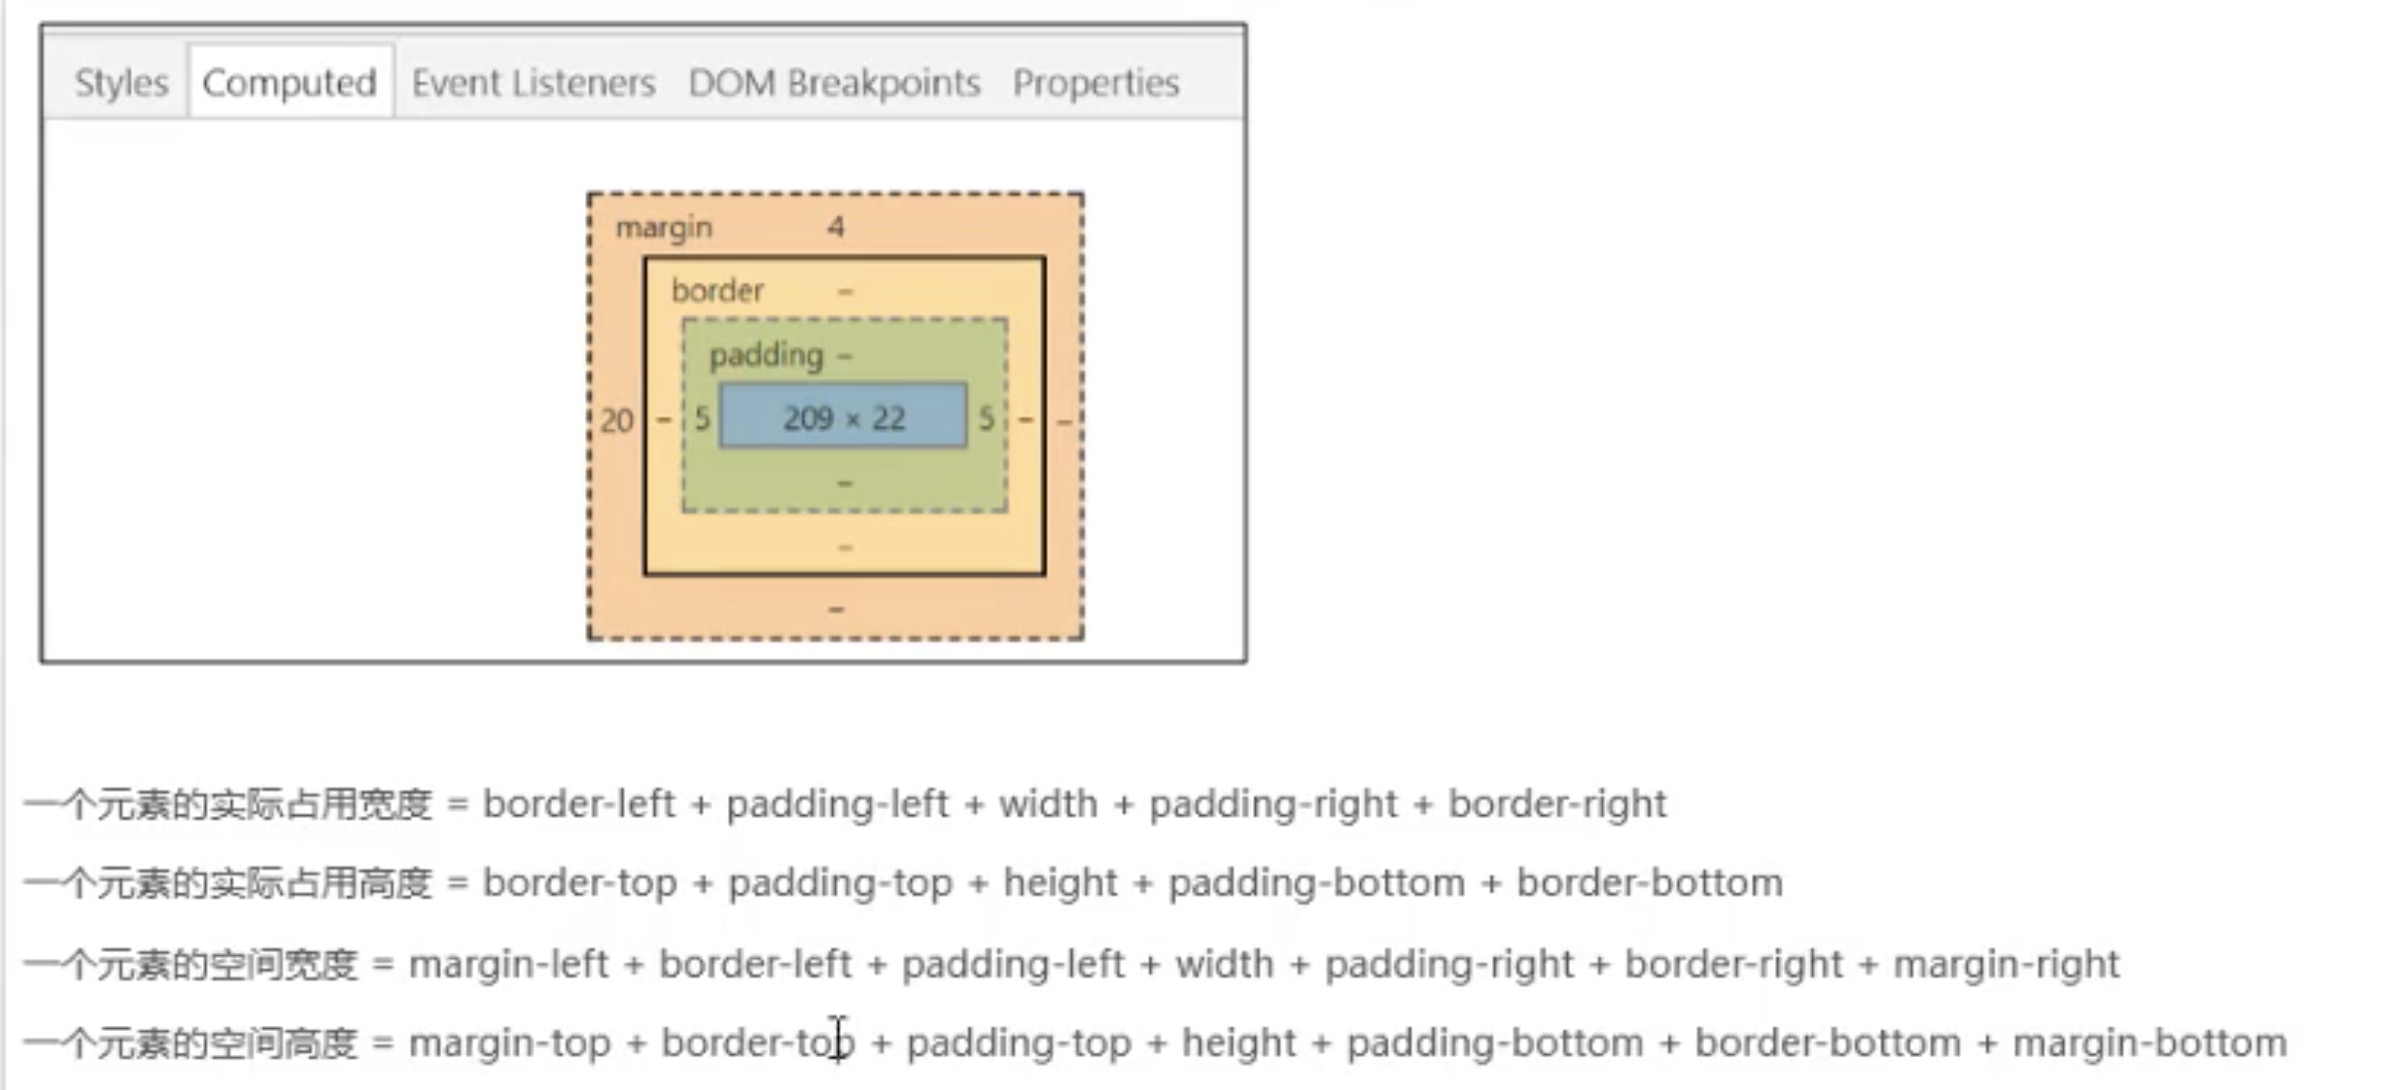 Styles Computed Event Listeners DOM Breakpoints Properties
margin 4
border –
padding –
20 – 5 209 × 22 5 – –
–
–
–
一个元素的实际占用宽度 = border-left + padding-left + width + padding-right + border-right
一个元素的实际占用高度 = border-top + padding-top + height + padding-bottom + border-bottom
一个元素的空间宽度 = margin-left + border-left + padding-left + width + padding-right + border-right + margin-right
一个元素的空间高度 = margin-top + border-top + padding-top + height + padding-bottom + border-bottom + margin-bottom